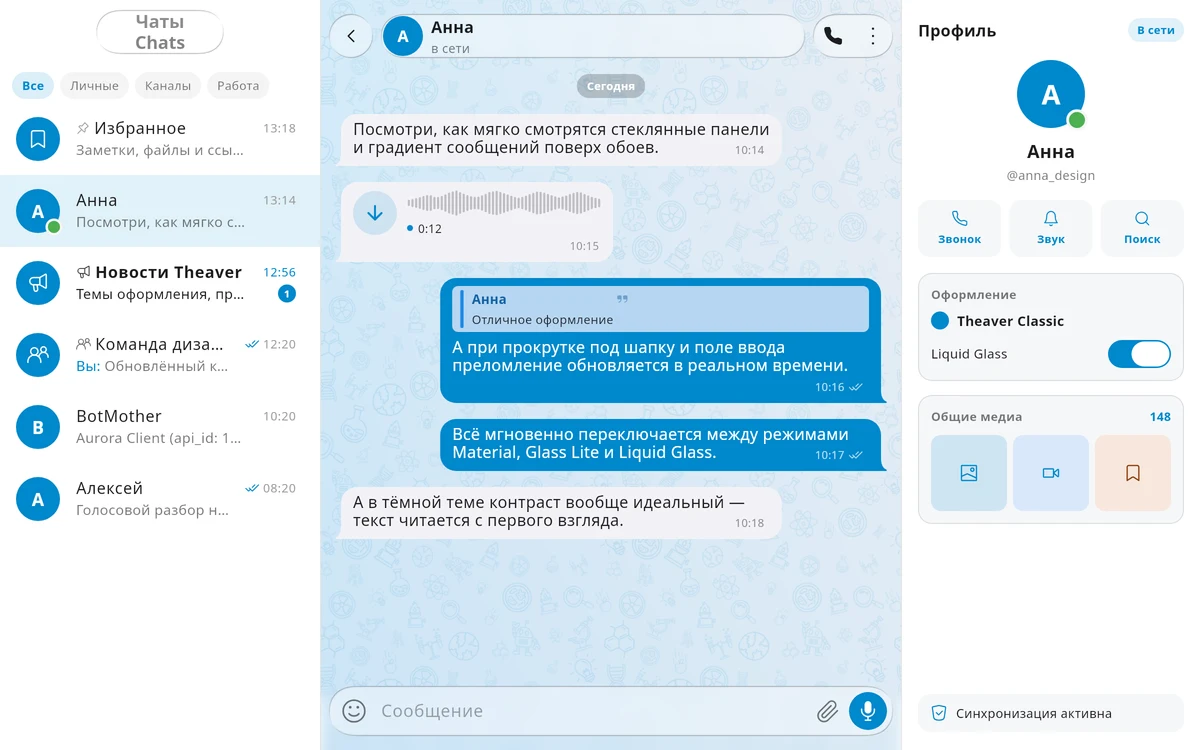 Чаты
Chats
Все
Личные
Каналы
Работа
Избранное
13:18
Заметки, файлы и ссы...
А
Анна
13:14
Посмотри, как мягко с...
Новости Theaver
12:56
Темы оформления, пр...
1
Команда диза...
12:20
Вы: Обновлённый к...
B
BotMother
10:20
Aurora Client (api_id: 1...
А
Алексей
08:20
Голосовой разбор н...
А
Анна
в сети
Сегодня
Посмотри, как мягко смотрятся стеклянные панели
и градиент сообщений поверх обоев.
10:14
0:12
10:15
Анна
Отличное оформление
А при прокрутке под шапку и поле ввода
преломление обновляется в реальном времени.
10:16
Всё мгновенно переключается между режимами
Material, Glass Lite и Liquid Glass.
10:17
А в тёмной теме контраст вообще идеальный —
текст читается с первого взгляда.
10:18
Сообщение
Профиль
В сети
А
Анна
@anna_design
Звонок
Звук
Поиск
Оформление
Theaver Classic
Liquid Glass
Общие медиа
148
Синхронизация активна